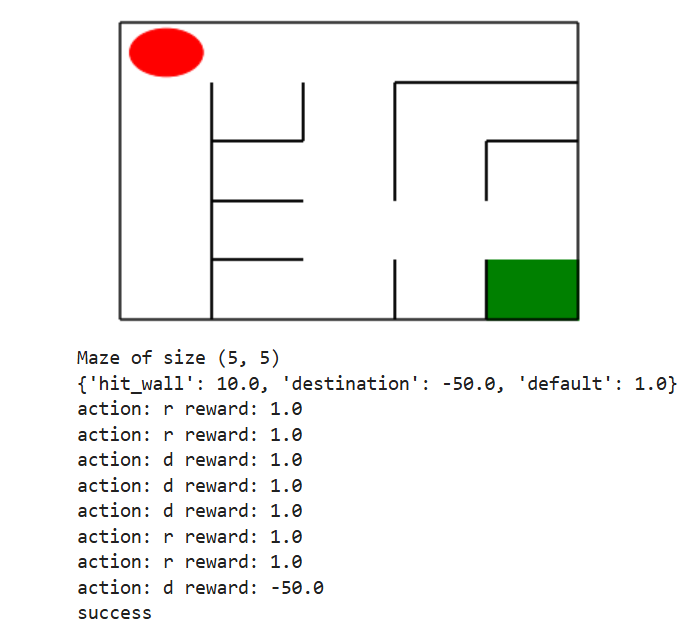 Maze of size (5, 5)
{'hit_wall': 10.0, 'destination': -50.0, 'default': 1.0}
action: r reward: 1.0
action: r reward: 1.0
action: d reward: 1.0
action: d reward: 1.0
action: d reward: 1.0
action: r reward: 1.0
action: r reward: 1.0
action: d reward: -50.0
success